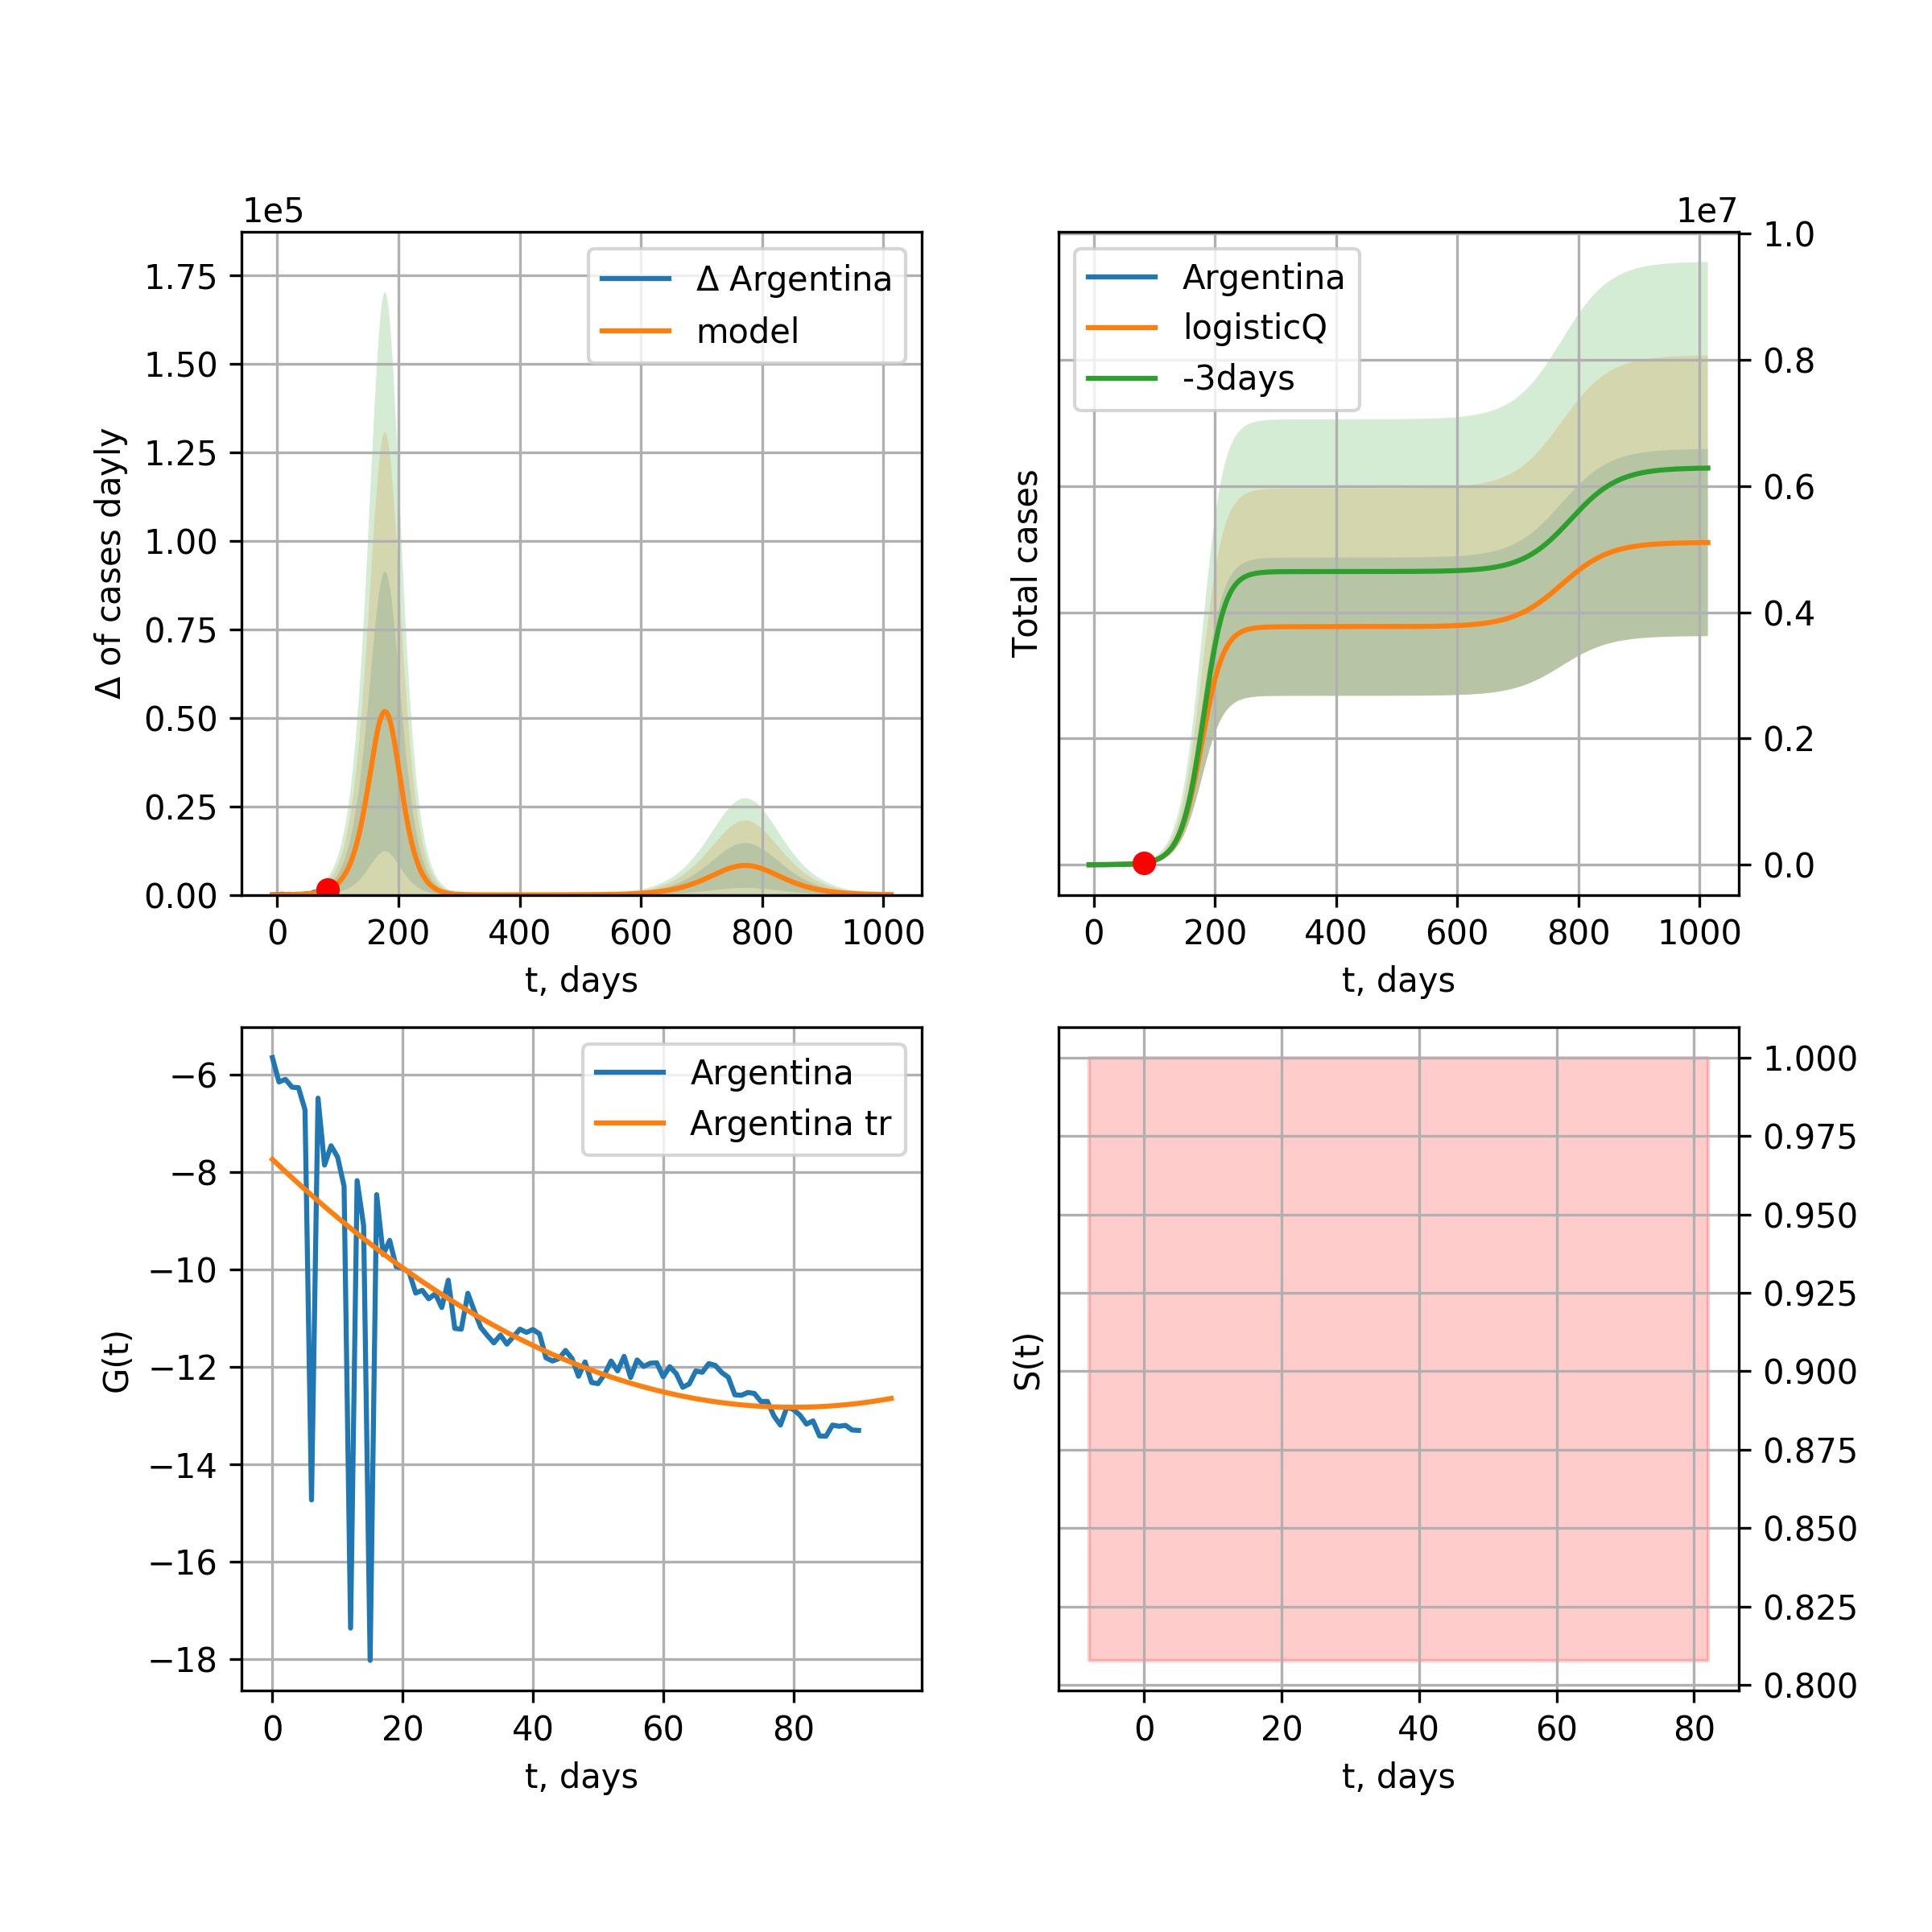 1e5
Δ of cases dayly
1.75
1.50
1.25
1.00
0.75
0.50
0.25
0.00
Δ Argentina
model
0 200 400 600 800 1000
t, days
1e7
Total cases
Argentina
logisticQ
-3days
1.0
0.8
0.6
0.4
0.2
0.0
0 200 400 600 800 1000
t, days
G(t)
−6
−8
−10
−12
−14
−16
−18
Argentina
Argentina tr
0 20 40 60 80
t, days
S(t)
1.000
0.975
0.950
0.925
0.900
0.875
0.850
0.825
0.800
0 20 40 60 80
t, days